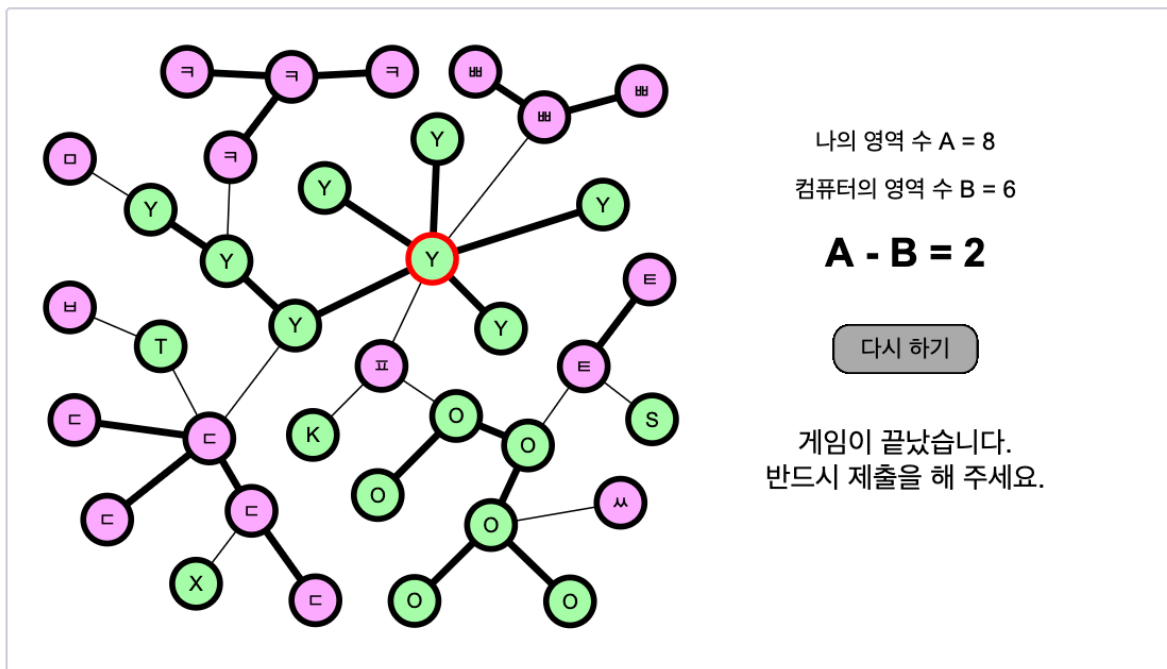 ㅋ ㅋ ㅋ ㅃ ㅃ
ㅃ
Y
ㅁ ㅋ
Y Y Y
Y Y
ㅌ
ㅂ Y Y
T
ㅍ ㅌ
ㄷ ㄷ K O O S
O
ㄷ ㄷ O ㅆ
X ㄷ O O
나의 영역 수 A = 8
컴퓨터의 영역 수 B = 6
A - B = 2
다시 하기
게임이 끝났습니다.
반드시 제출을 해 주세요.